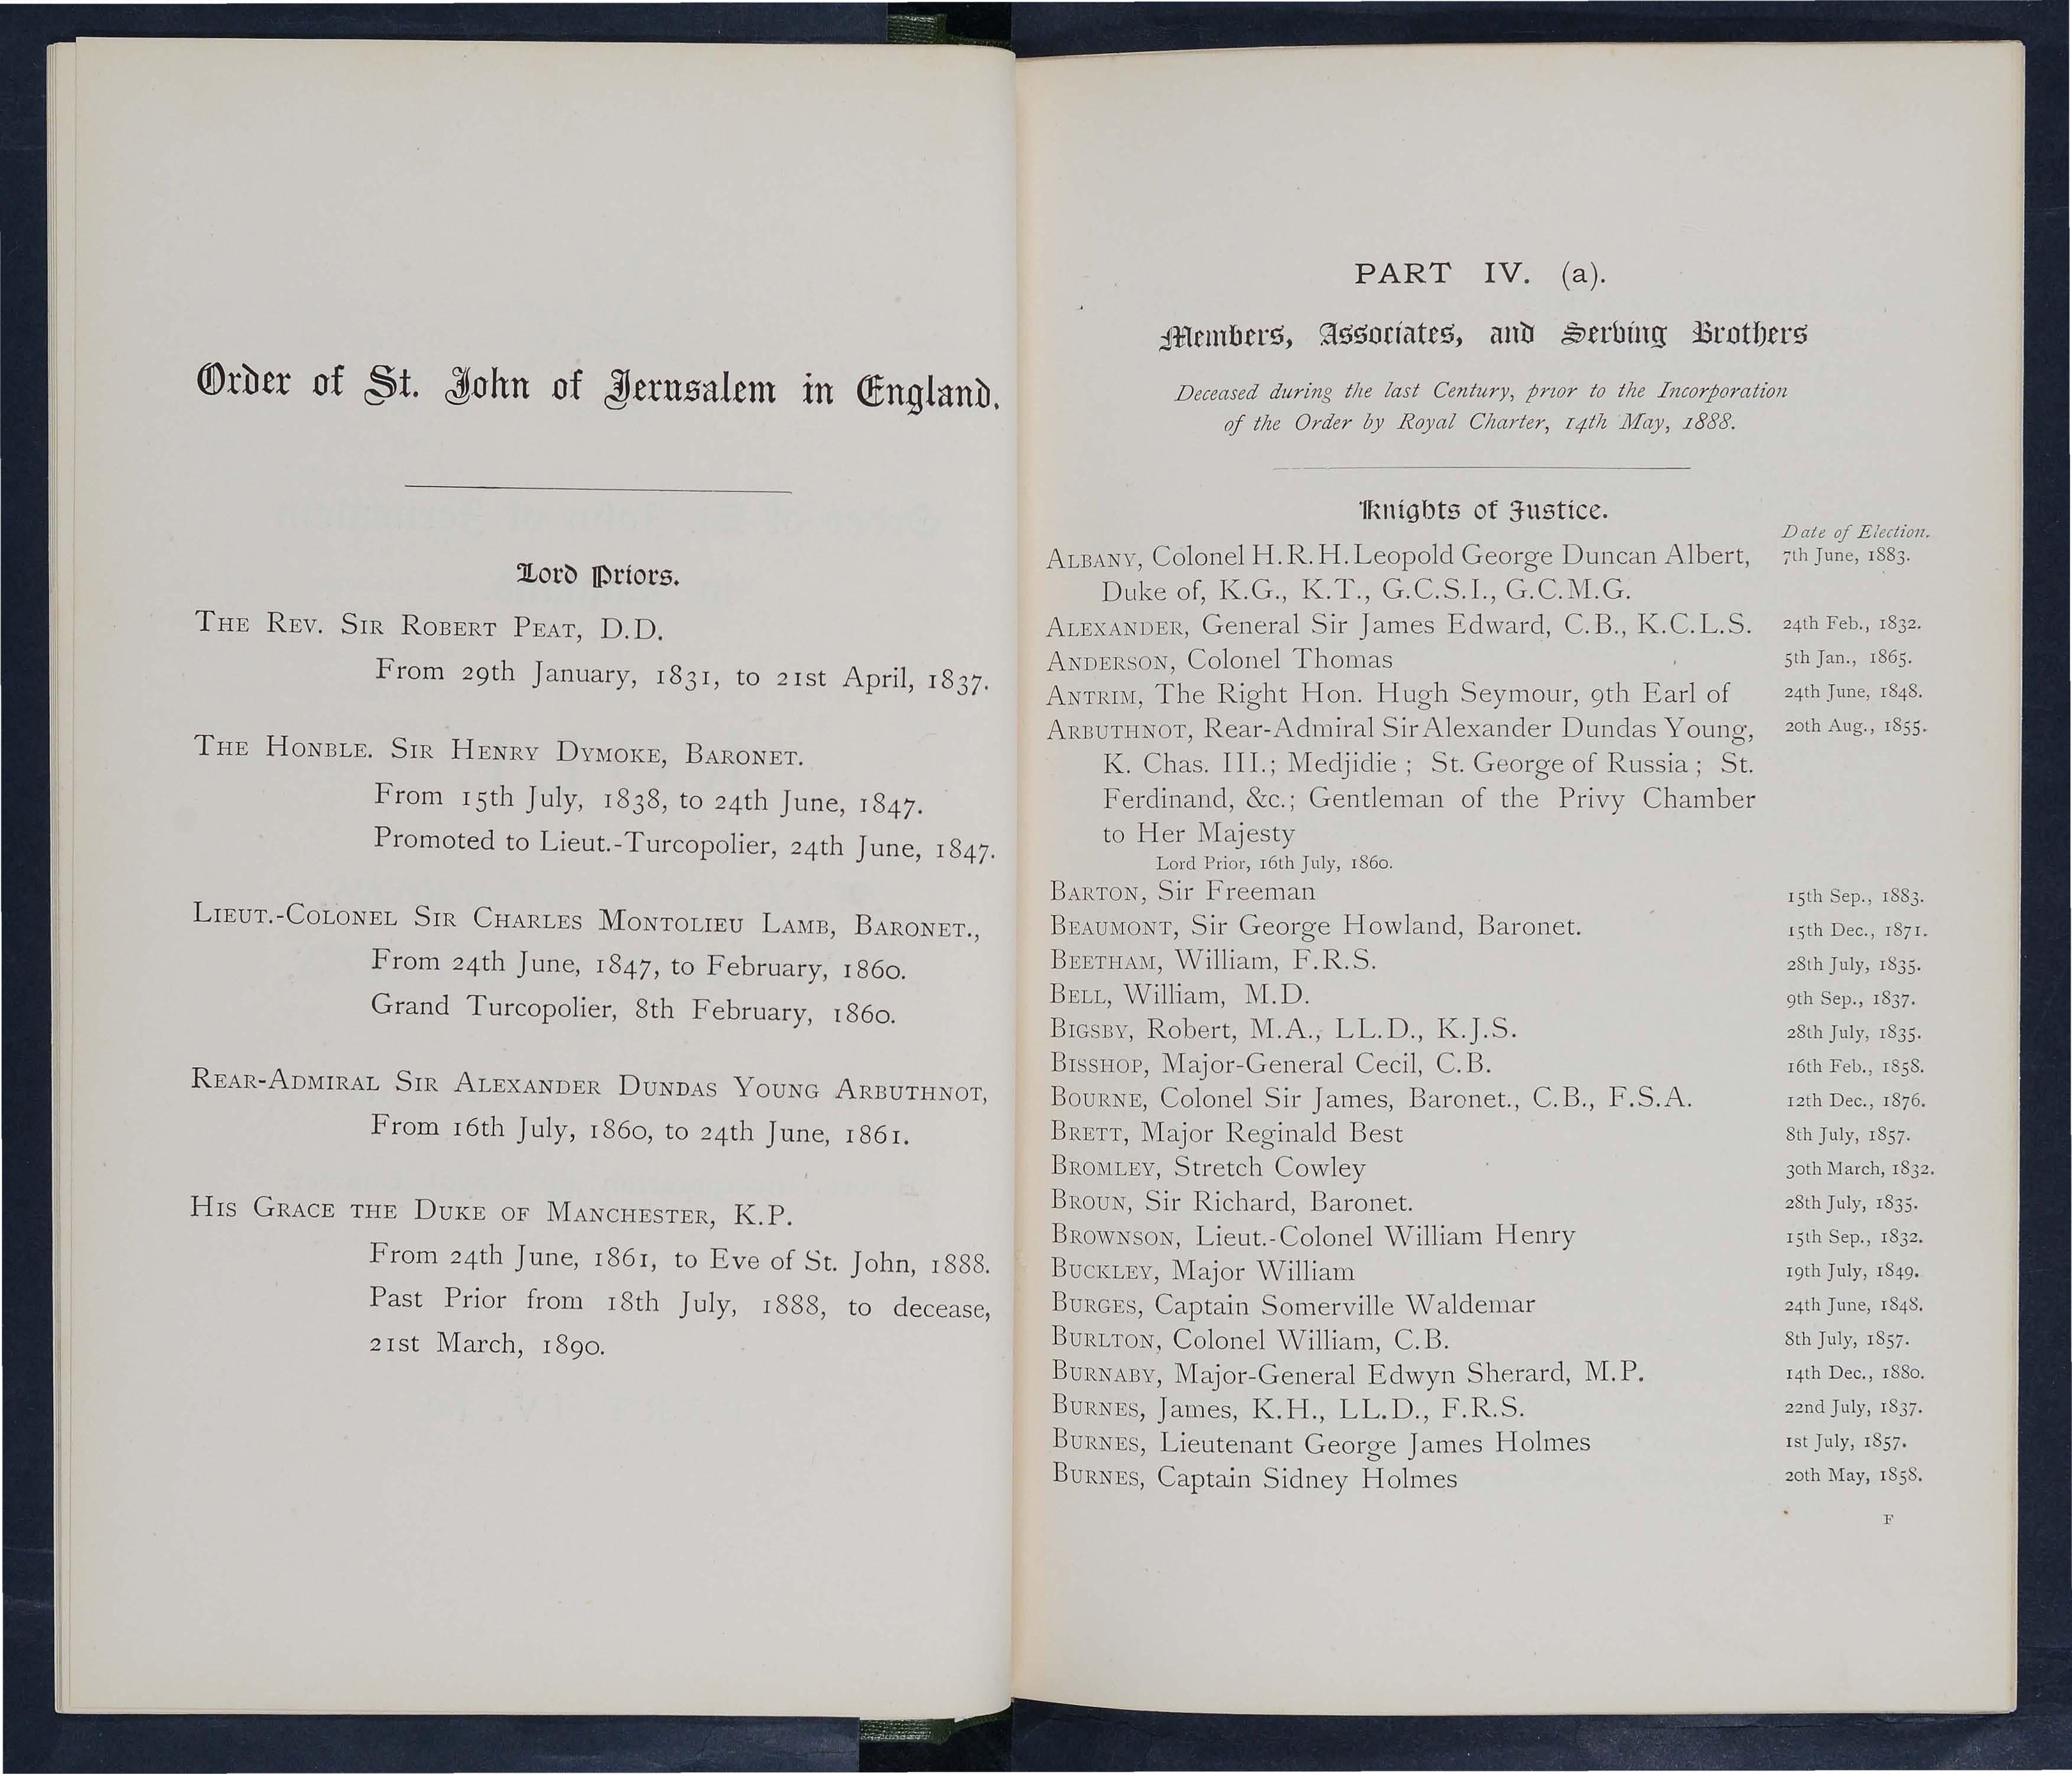 Order of St. John of Jerusalem in England.
Lord Priors.
THE REV. SIR ROBERT PEAT, D.D.
From 29th January, 1831, to 21st April, 1837.
THE HONBLE. SIR HENRY DYMOKE, BARONET.
From 15th July, 1838, to 24th June, 1847.
Promoted to Lieut.-Turcopolier, 24th June, 1847.
LIEUT.-COLONEL SIR CHARLES MONTOLIEU LAMB, BARONET.,
From 24th June, 1847, to February, 1860.
Grand Turcopolier, 8th February, 1860.
REAR-ADMIRAL SIR ALEXANDER DUNDAS YOUNG ARBUTHNOT,
From 16th July, 1860, to 24th June, 1861.
HIS GRACE THE DUKE OF MANCHESTER, K.P.
From 24th June, 1861, to Eve of St. John, 1888.
Past Prior from 18th July, 1888, to decease,
21st March, 1890.
PART IV. (a).
Members, Associates, and Serving Brothers
Deceased during the last Century, prior to the Incorporation
of the Order by Royal Charter, 14th May, 1888.
Knights of Justice.
Date of Election.
ALBANY, Colonel H.R.H. Leopold George Duncan Albert, 7th June, 1883.
Duke of, K.G., K.T., G.C.S.I., G.C.M.G.
ALEXANDER, General Sir James Edward, C.B., K.C.L.S. 24th Feb., 1832.
ANDERSON, Colonel Thomas 5th Jan., 1865.
ANTRIM, The Right Hon. Hugh Seymour, 9th Earl of 24th June, 1848.
ARBUTHNOT, Rear-Admiral Sir Alexander Dundas Young, 20th Aug., 1855.
K. Chas. III.; Medjidie; St. George of Russia; St.
Ferdinand, &c.; Gentleman of the Privy Chamber
to Her Majesty
Lord Prior, 16th July, 1860.
BARTON, Sir Freeman 15th Sep., 1883.
BEAUMONT, Sir George Howland, Baronet. 15th Dec., 1871.
BEETHAM, William, F.R.S. 28th July, 1835.
BELL, William, M.D. 9th Sep., 1837.
BIGSBY, Robert, M.A., LL.D., K.J.S. 28th July, 1835.
BISSHOP, Major-General Cecil, C.B. 16th Feb., 1858.
BOURNE, Colonel Sir James, Baronet., C.B., F.S.A. 12th Dec., 1876.
BRETT, Major Reginald Best 8th July, 1857.
BROMLEY, Stretch Cowley 30th March, 1832.
BROUN, Sir Richard, Baronet. 28th July, 1835.
BROWNSON, Lieut.-Colonel William Henry 15th Sep., 1832.
BUCKLEY, Major William 19th July, 1849.
BURGES, Captain Somerville Waldemar 24th June, 1848.
BURLTON, Colonel William, C.B. 8th July, 1857.
BURNABY, Major-General Edwyn Sherard, M.P. 14th Dec., 1880.
BURNES, James, K.H., LL.D., F.R.S. 22nd July, 1837.
BURNES, Lieutenant George James Holmes 1st July, 1857.
BURNES, Captain Sidney Holmes 20th May, 1858.
F